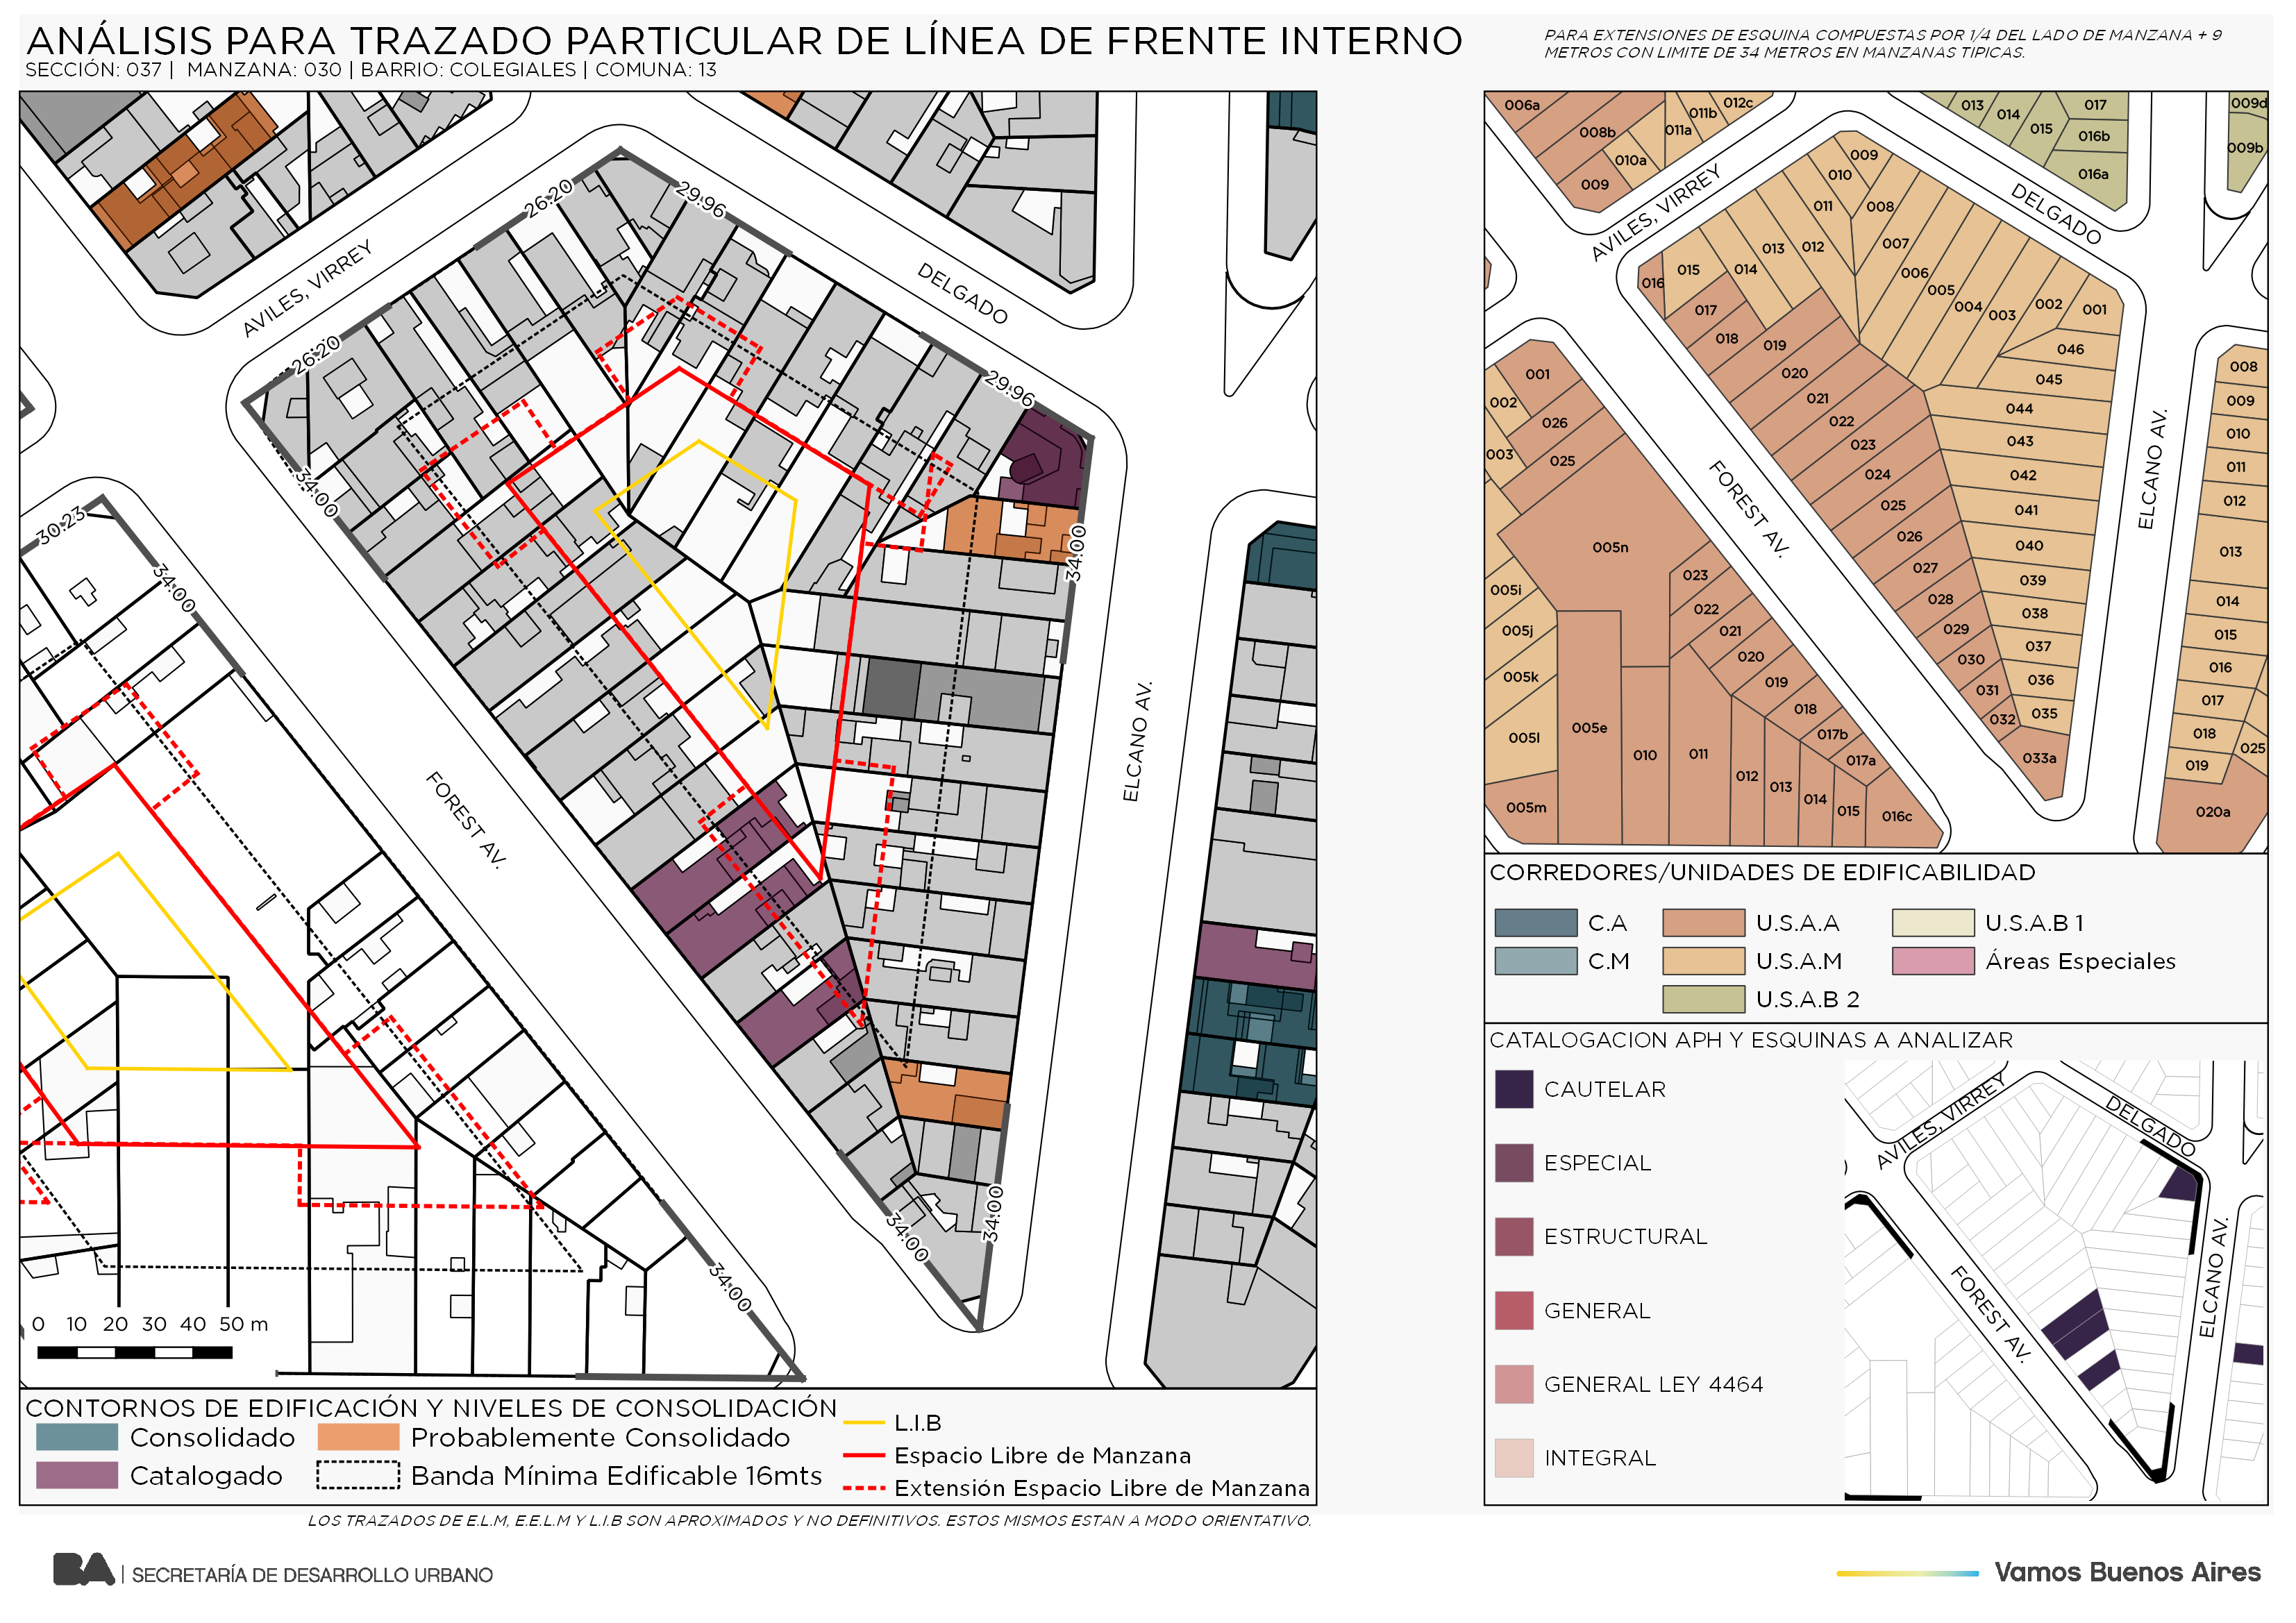 ANÁLISIS PARA TRAZADO PARTICULAR DE LÍNEA DE FRENTE INTERNO
SECCIÓN: 037 | MANZANA: 030 | BARRIO: COLEGIALES | COMUNA: 13
PARA EXTENSIONES DE ESQUINA COMPUESTAS POR 1/4 DEL LADO DE MANZANA + 9
METROS CON LIMITE DE 34 METROS EN MANZANAS TIPICAS.
26.20
29.96
AVILES, VIRREY
DELGADO
26.20
29.96
34.00
30.23
34.00
34.00
ELCANO AV.
FOREST AV.
34.00
34.00
34.00
0 10 20 30 40 50 m
CONTORNOS DE EDIFICACIÓN Y NIVELES DE CONSOLIDACIÓN
Consolidado
Probablemente Consolidado
Catalogado
Banda Mínima Edificable 16mts
L.I.B
Espacio Libre de Manzana
Extensión Espacio Libre de Manzana
LOS TRAZADOS DE E.L.M, E.E.L.M Y L.I.B SON APROXIMADOS Y NO DEFINITIVOS. ESTOS MISMOS ESTAN A MODO ORIENTATIVO.
006a
008b
009
010a
011a
011b
012c
013
014
015
016a
016b
017
009d
009b
AVILES, VIRREY
DELGADO
ELCANO AV.
FOREST AV.
009
010
011
008
012
007
013
006
014
005
015
004
003
002
001
016
046
017
045
018
019
044
020
043
021
042
022
041
023
040
024
039
025
038
026
037
027
036
028
035
029
030
031
032
033a
001
002
026
003
025
005n
023
005i
022
005j
021
020
005k
019
018
005l
005e
017b
010
011
017a
012
013
014
015
016c
005m
008
009
010
011
012
013
014
015
016
017
018
025
019
020a
CORREDORES/UNIDADES DE EDIFICABILIDAD
C.A
U.S.A.A
U.S.A.B 1
C.M
U.S.A.M
Áreas Especiales
U.S.A.B 2
CATALOGACION APH Y ESQUINAS A ANALIZAR
CAUTELAR
ESPECIAL
ESTRUCTURAL
GENERAL
GENERAL LEY 4464
INTEGRAL
AVILES, VIRREY
DELGADO
ELCANO AV.
FOREST AV.
BA | SECRETARÍA DE DESARROLLO URBANO
Vamos Buenos Aires